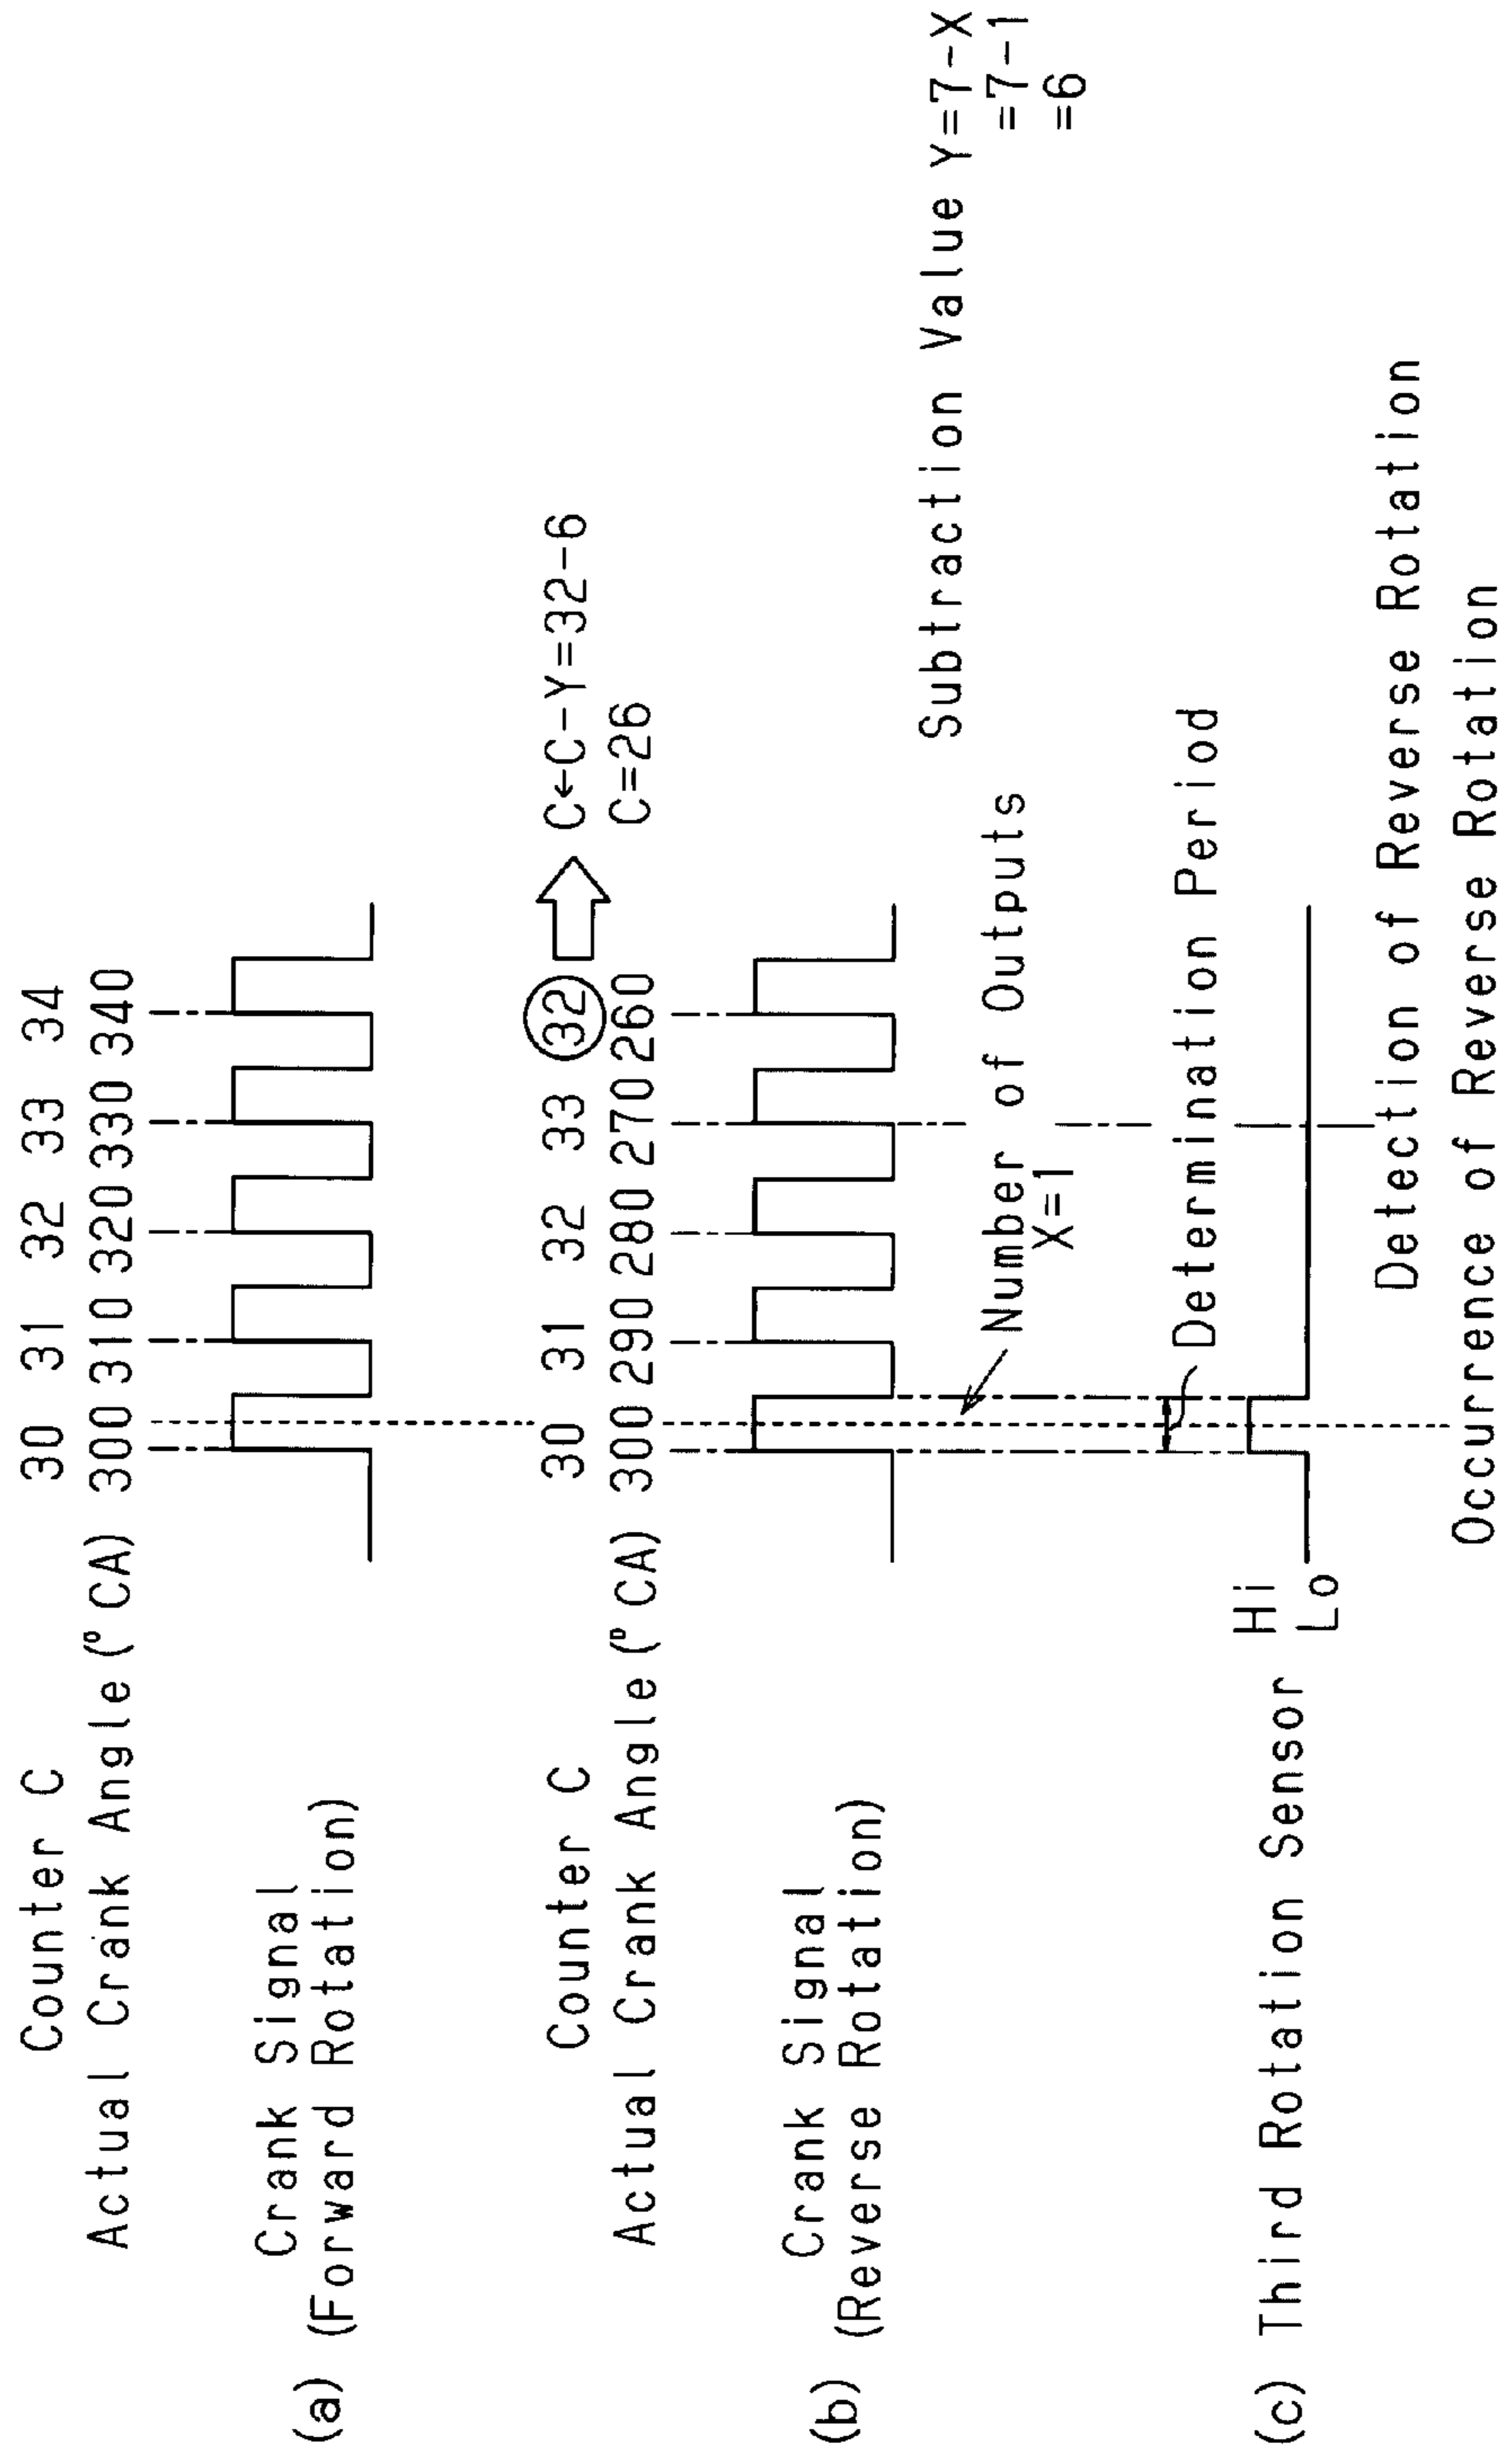 Counter C 30 31 32 33 34
Actual Crank Angle (°CA) 300 310 320 330 340
Crank Signal
(a) (Forward Rotation)
Counter C 30 31 32 33 32 C←C-Y=32-6
C=26
Actual Crank Angle (°CA) 300 290 280 270 260
Crank Signal
(b) (Reverse Rotation)
Subtraction Value Y=7-X
=7-1
=6
Number of Outputs
X=1
Determination Period
(c) Third Rotation Sensor
Hi
Lo
Detection of Reverse Rotation
Occurrence of Reverse Rotation